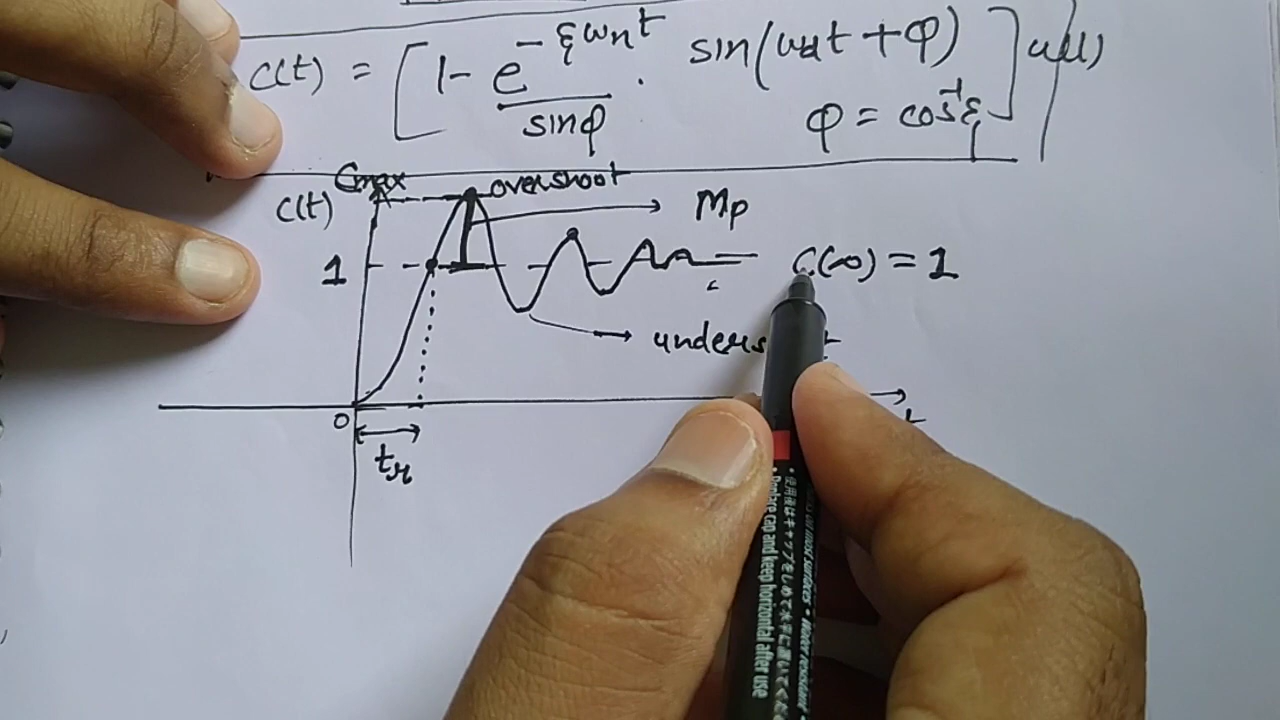 c(t) = [1 - e^{-ξωnt} / sinφ · sin(ωdt + φ)] u(t)
φ = cos⁻¹ξ
Cmax
overshoot
c(t)
Mp
1
C(∞) = 1
0
tr
t
Replace cap and keep horizontal after use